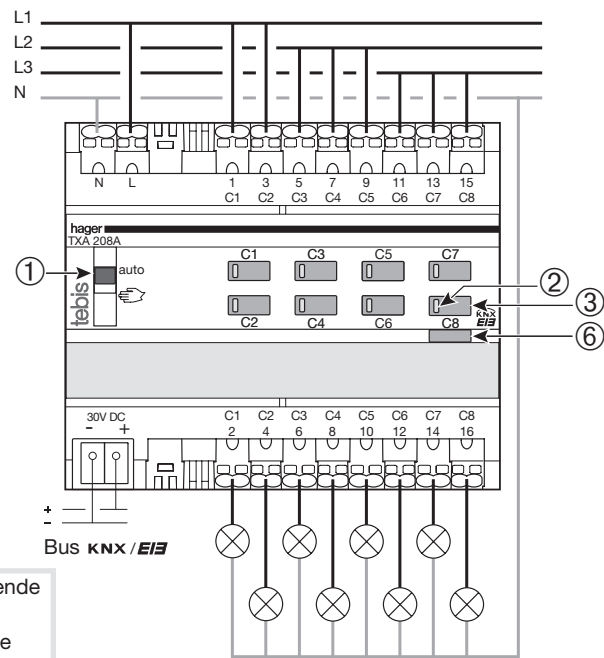 L1
L2
L3
N
N L 1 3 5 7 9 11 13 15
C1 C2 C3 C4 C5 C6 C7 C8
hager
TXA 208A
C1 C3 C5 C7
① auto
②
tebis
③
C2 C4 C6 C8
KNX
EIB
⑥
30V DC
- +
C1 C2 C3 C4 C5 C6 C7 C8
2 4 6 8 10 12 14 16
+
-
Bus KNX / EIB
ende
e